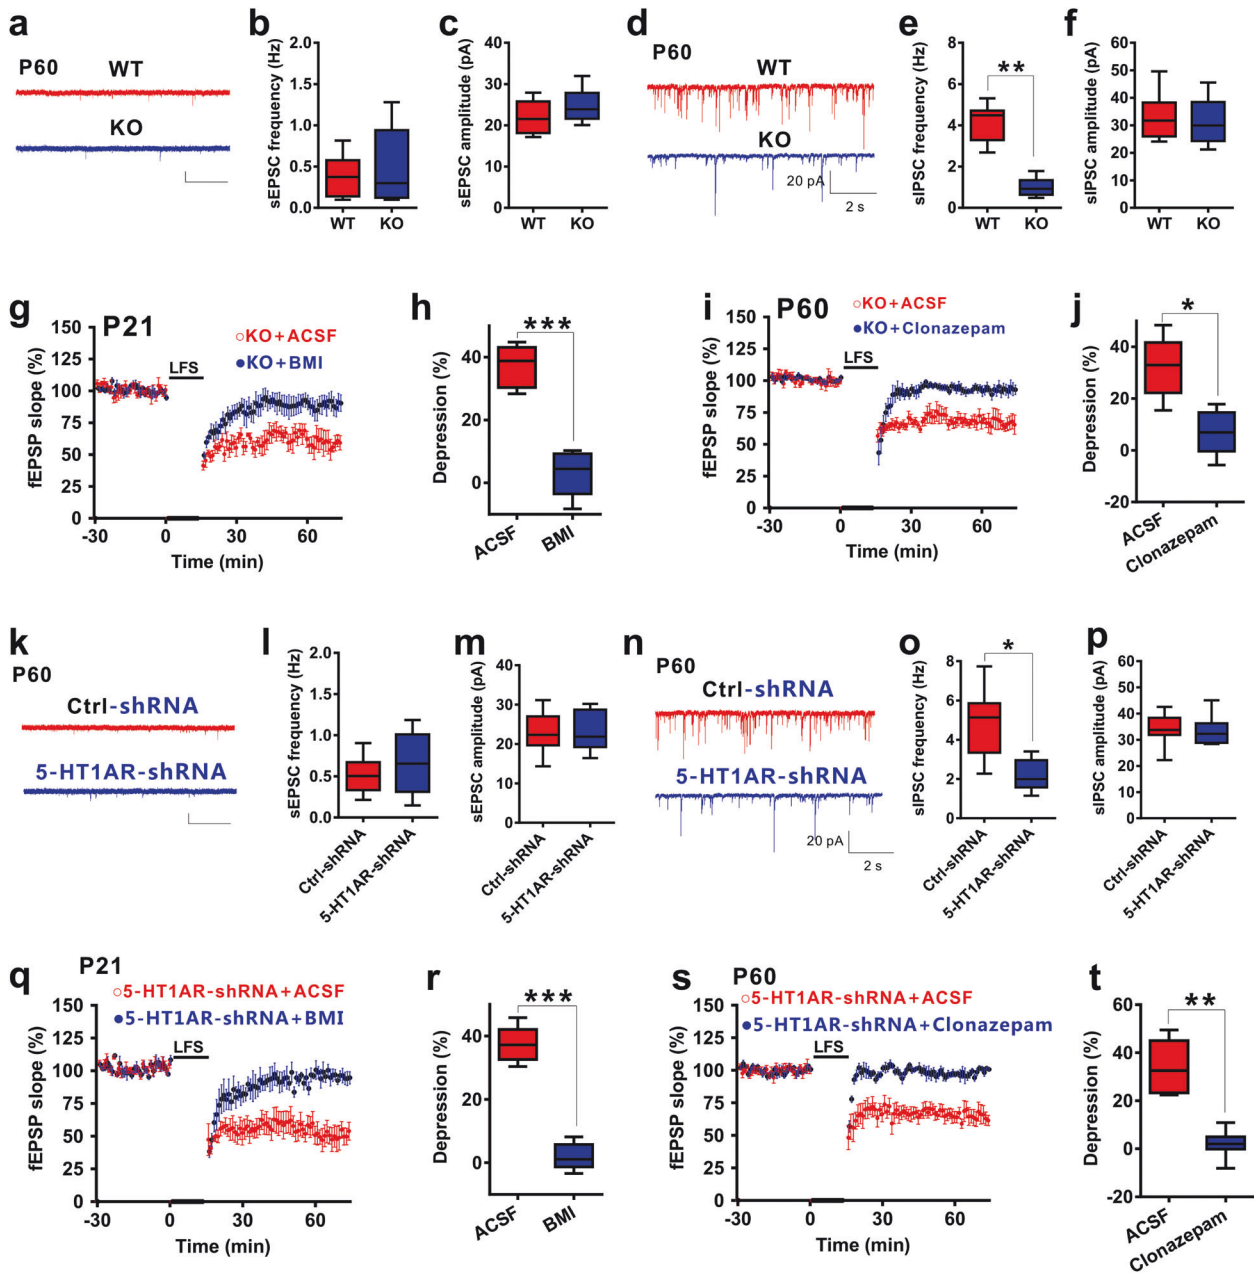 a
P60 WT
KO
b
sEPSC frequency (Hz)
2.0
1.5
1.0
0.5
0.0
WT KO
c
sEPSC amplitude (pA)
40
30
20
10
0
WT KO
d
P60
WT
KO
20 pA
2 s
e
sIPSC frequency (Hz)
8
6
4
2
0
**
WT KO
f
sIPSC amplitude (pA)
60
50
40
30
20
10
0
WT KO
g
P21
KO+ACSF
KO+BMI
LFS
fEPSP slope (%)
150
125
100
75
50
25
0
-30 0 30 60
Time (min)
h
***
Depression (%)
40
20
0
ACSF BMI
i
P60
KO+ACSF
KO+Clonazepam
LFS
fEPSP slope (%)
150
125
100
75
50
25
0
-30 0 30 60
Time (min)
j
*
Depression (%)
40
20
0
-20
ACSF
Clonazepam
k
P60
Ctrl-shRNA
5-HT1AR-shRNA
l
sEPSC frequency (Hz)
2.0
1.5
1.0
0.5
0.0
Ctrl-shRNA
5-HT1AR-shRNA
m
sEPSC amplitude (pA)
40
30
20
10
0
Ctrl-shRNA
5-HT1AR-shRNA
n
P60
Ctrl-shRNA
5-HT1AR-shRNA
20 pA
2 s
o
*
sIPSC frequency (Hz)
8
6
4
2
0
Ctrl-shRNA
5-HT1AR-shRNA
p
sIPSC amplitude (pA)
60
50
40
30
20
10
0
Ctrl-shRNA
5-HT1AR-shRNA
q
P21
5-HT1AR-shRNA+ACSF
5-HT1AR-shRNA+BMI
LFS
fEPSP slope (%)
150
125
100
75
50
25
0
-30 0 30 60
Time (min)
r
***
Depression (%)
40
20
0
ACSF BMI
s
P60
5-HT1AR-shRNA+ACSF
5-HT1AR-shRNA+Clonazepam
LFS
fEPSP slope (%)
150
125
100
75
50
25
0
-30 0 30 60
Time (min)
t
**
Depression (%)
60
40
20
0
-20
ACSF
Clonazepam